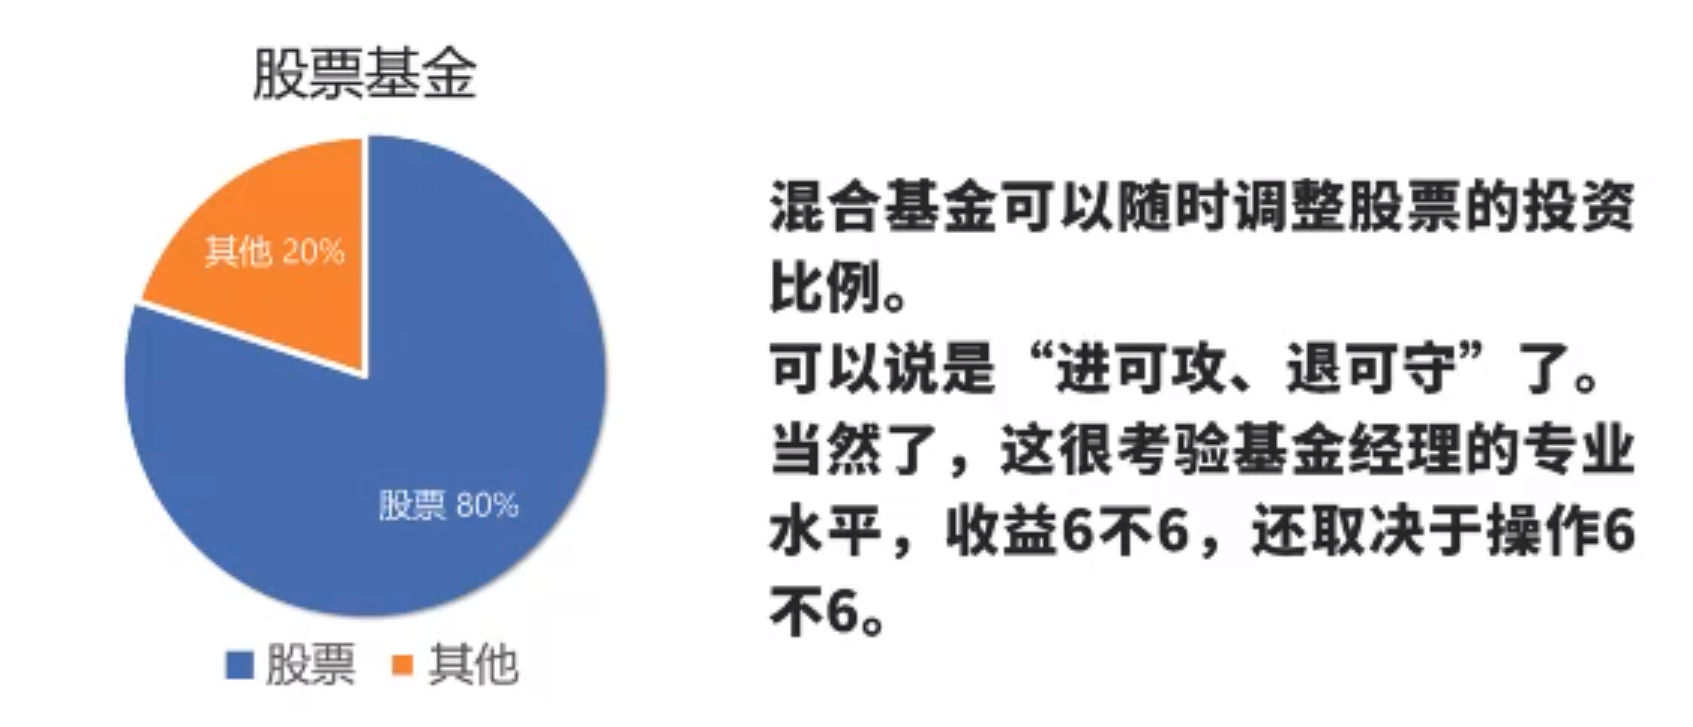 股票基金
其他 20%
股票 80%
股票 其他
混合基金可以随时调整股票的投资
比例。
可以说是“进可攻、退可守”了。
当然了，这很考验基金经理的专业
水平，收益6不6，还取决于操作6
不6。